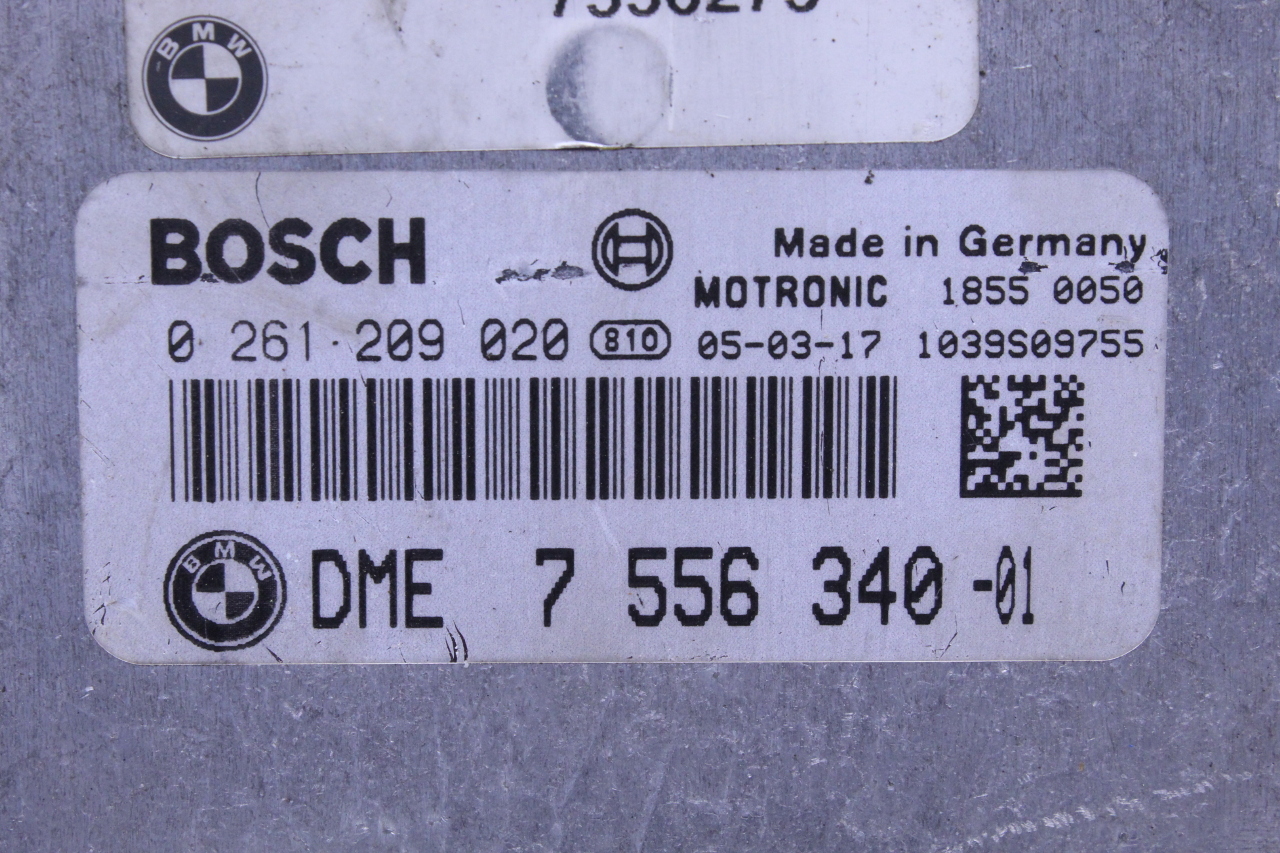 BMW
BOSCH
Made in Germany
MOTRONIC 1855 0050
0 261 209 020 810 05-03-17 1039S09755
BMW DME 7 556 340 -01